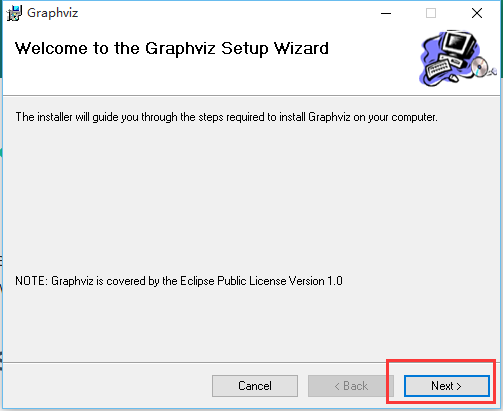 Graphviz
Welcome to the Graphviz Setup Wizard
The installer will guide you through the steps required to install Graphviz on your computer.
NOTE: Graphviz is covered by the Eclipse Public License Version 1.0
Cancel
< Back
Next >